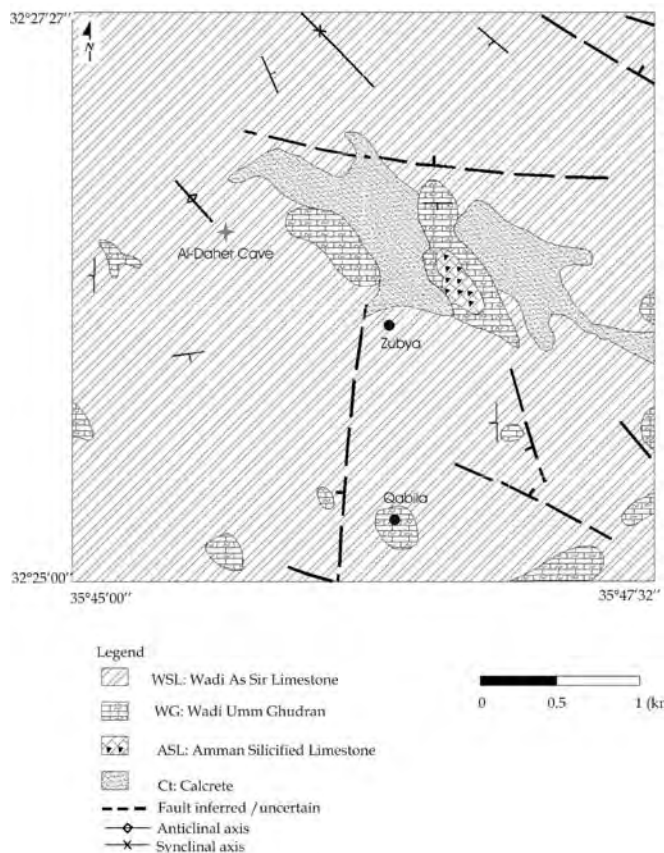 32°27'27"
N
Al-Daher Cave
Zubya
Qabila
32°25'00"
35°45'00"
35°47'32"
Legend
WSL: Wadi As Sir Limestone
WG: Wadi Umm Ghudran
ASL: Amman Silicified Limestone
Ct: Calcrete
Fault inferred /uncertain
Anticlinal axis
Synclinal axis
0 0.5 1 (k